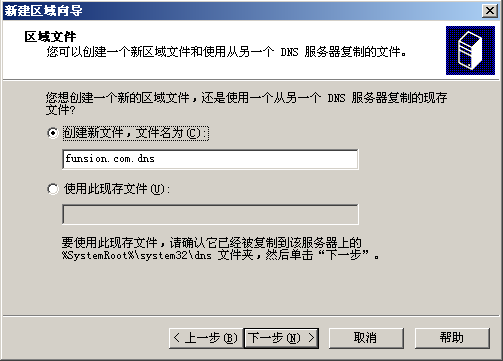 新建区域向导
区域文件
您可以创建一个新区域文件和使用从另一个 DNS 服务器复制的文件。
您想创建一个新的区域文件，还是使用一个从另一个 DNS 服务器复制的现存
文件?
创建新文件，文件名为(C):
funsion.com.dns
使用此现存文件(U):
要使用此现存文件，请确认它已经被复制到该服务器上的
%SystemRoot%\system32\dns 文件夹，然后单击“下一步”。
< 上一步(B) 下一步(N) > 取消 帮助